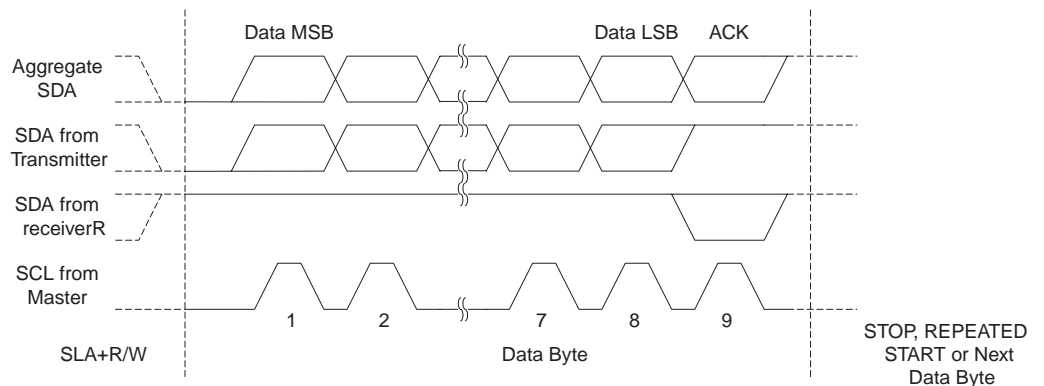 Data MSB
Data LSB
ACK
Aggregate
SDA
SDA from
Transmitter
SDA from
receiverR
SCL from
Master
1
2
7
8
9
SLA+R/W
Data Byte
STOP, REPEATED
START or Next
Data Byte